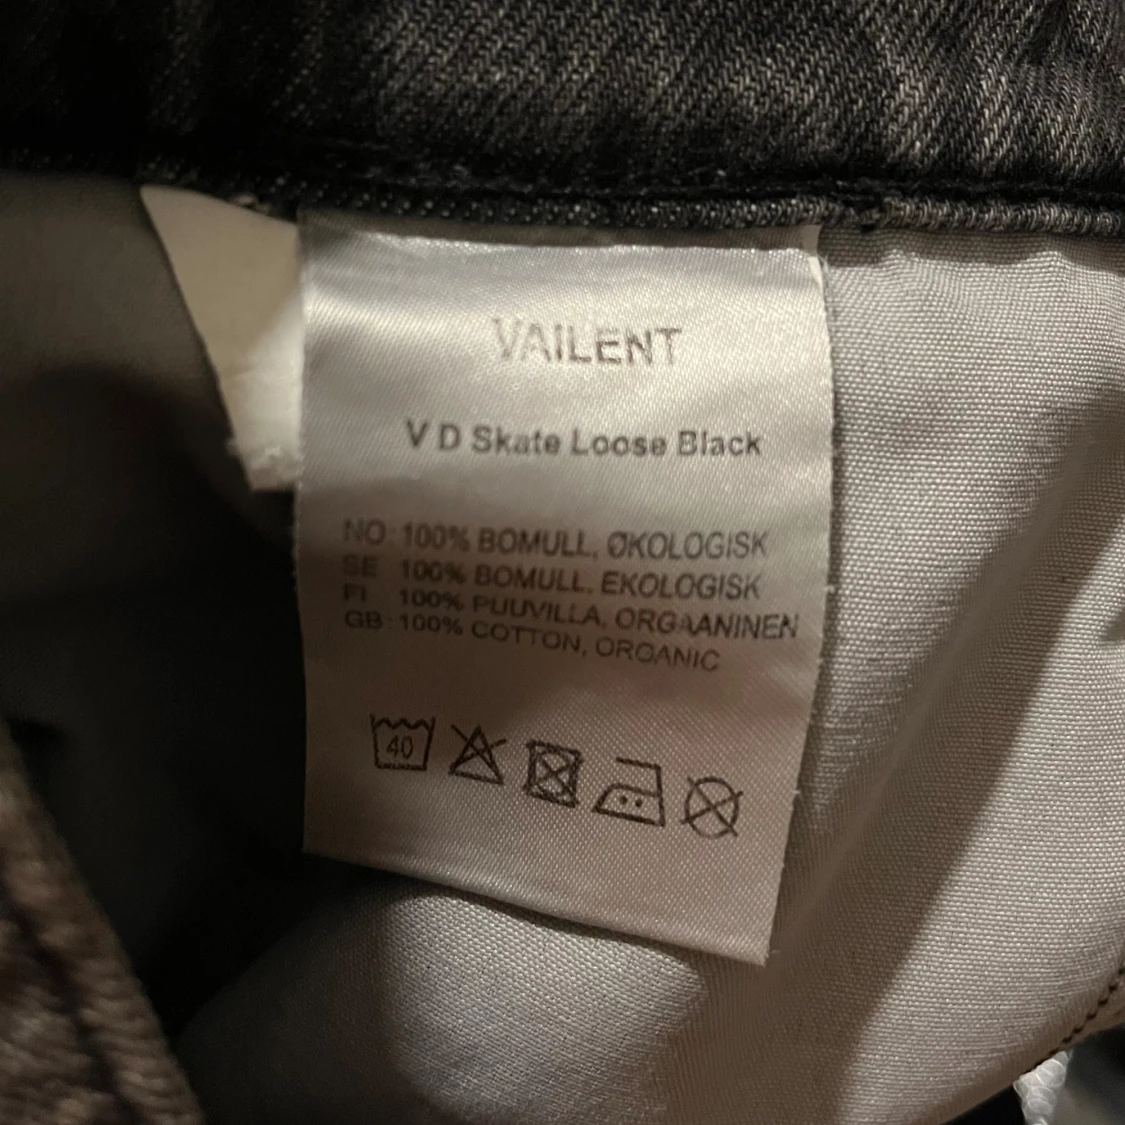 VAILENT
V D Skate Loose Black
NO: 100% BOMULL, ØKOLOGISK
SE 100% BOMULL, EKOLOGISK
FI 100% PUUVILLA, ORGAANINEN
GB: 100% COTTON, ORGANIC
40